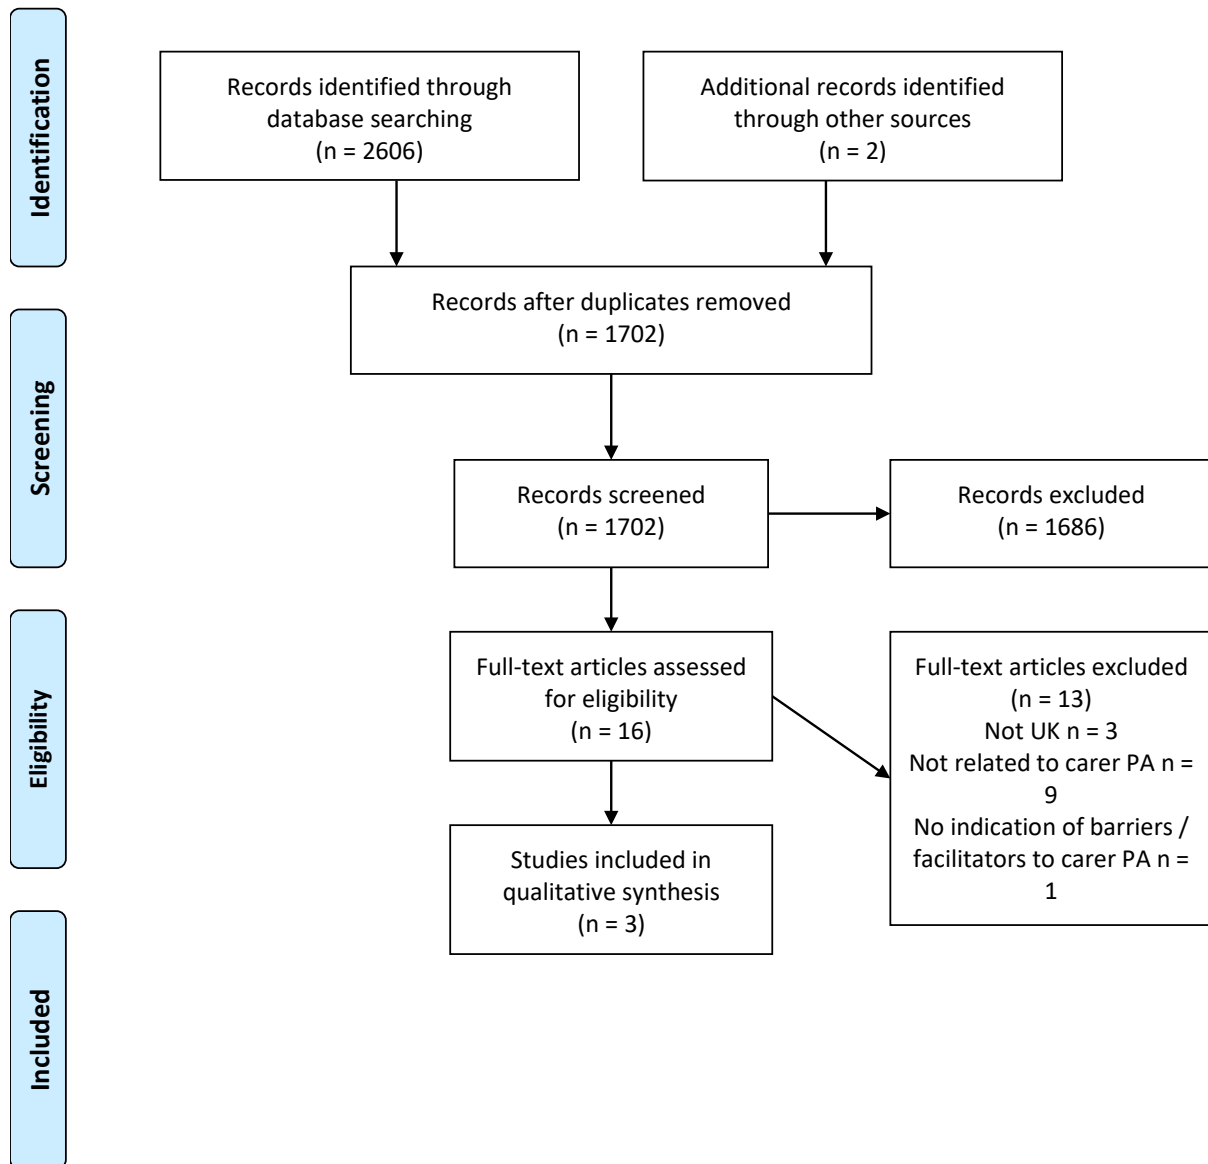 Identification
Records identified through
database searching
(n = 2606)
Additional records identified
through other sources
(n = 2)
Records after duplicates removed
(n = 1702)
Screening
Records screened
(n = 1702)
Records excluded
(n = 1686)
Eligibility
Full-text articles assessed
for eligibility
(n = 16)
Full-text articles excluded
(n = 13)
Not UK n = 3
Not related to carer PA n =
9
No indication of barriers /
facilitators to carer PA n =
1
Studies included in
qualitative synthesis
(n = 3)
Included